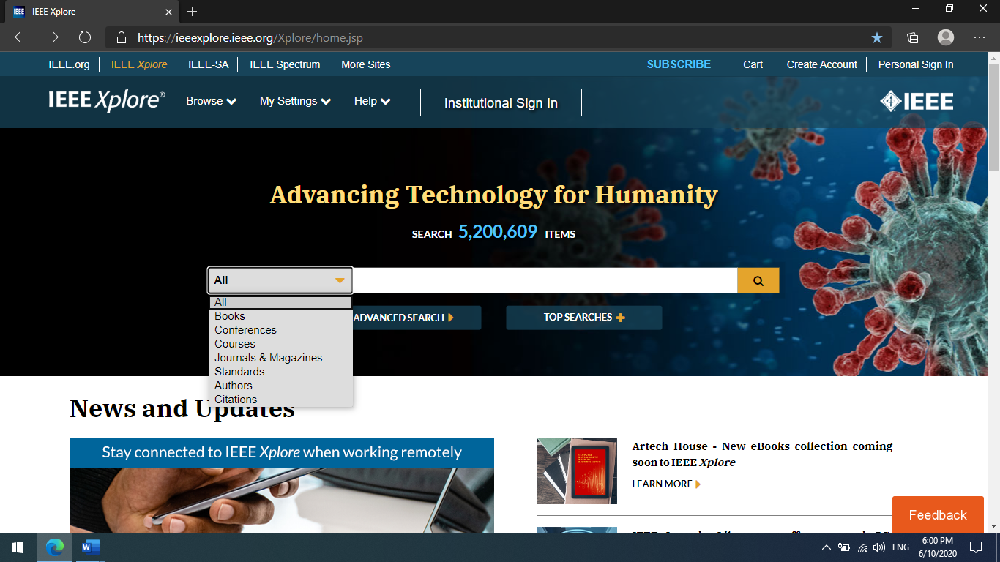 IEEE Xplore
https://ieeexplore.ieee.org/Xplore/home.jsp
IEEE.org IEEE Xplore IEEE-SA IEEE Spectrum More Sites SUBSCRIBE Cart Create Account Personal Sign In
IEEE Xplore® Browse My Settings Help Institutional Sign In IEEE
Advancing Technology for Humanity
SEARCH 5,200,609 ITEMS
All
All
Books
Conferences
Courses
Journals & Magazines
Standards
Authors
Citations
ADVANCED SEARCH TOP SEARCHES
News and Updates
Stay connected to IEEE Xplore when working remotely
Artech House - New eBooks collection coming
soon to IEEE Xplore
LEARN MORE
Feedback
ENG
6:00 PM
6/10/2020